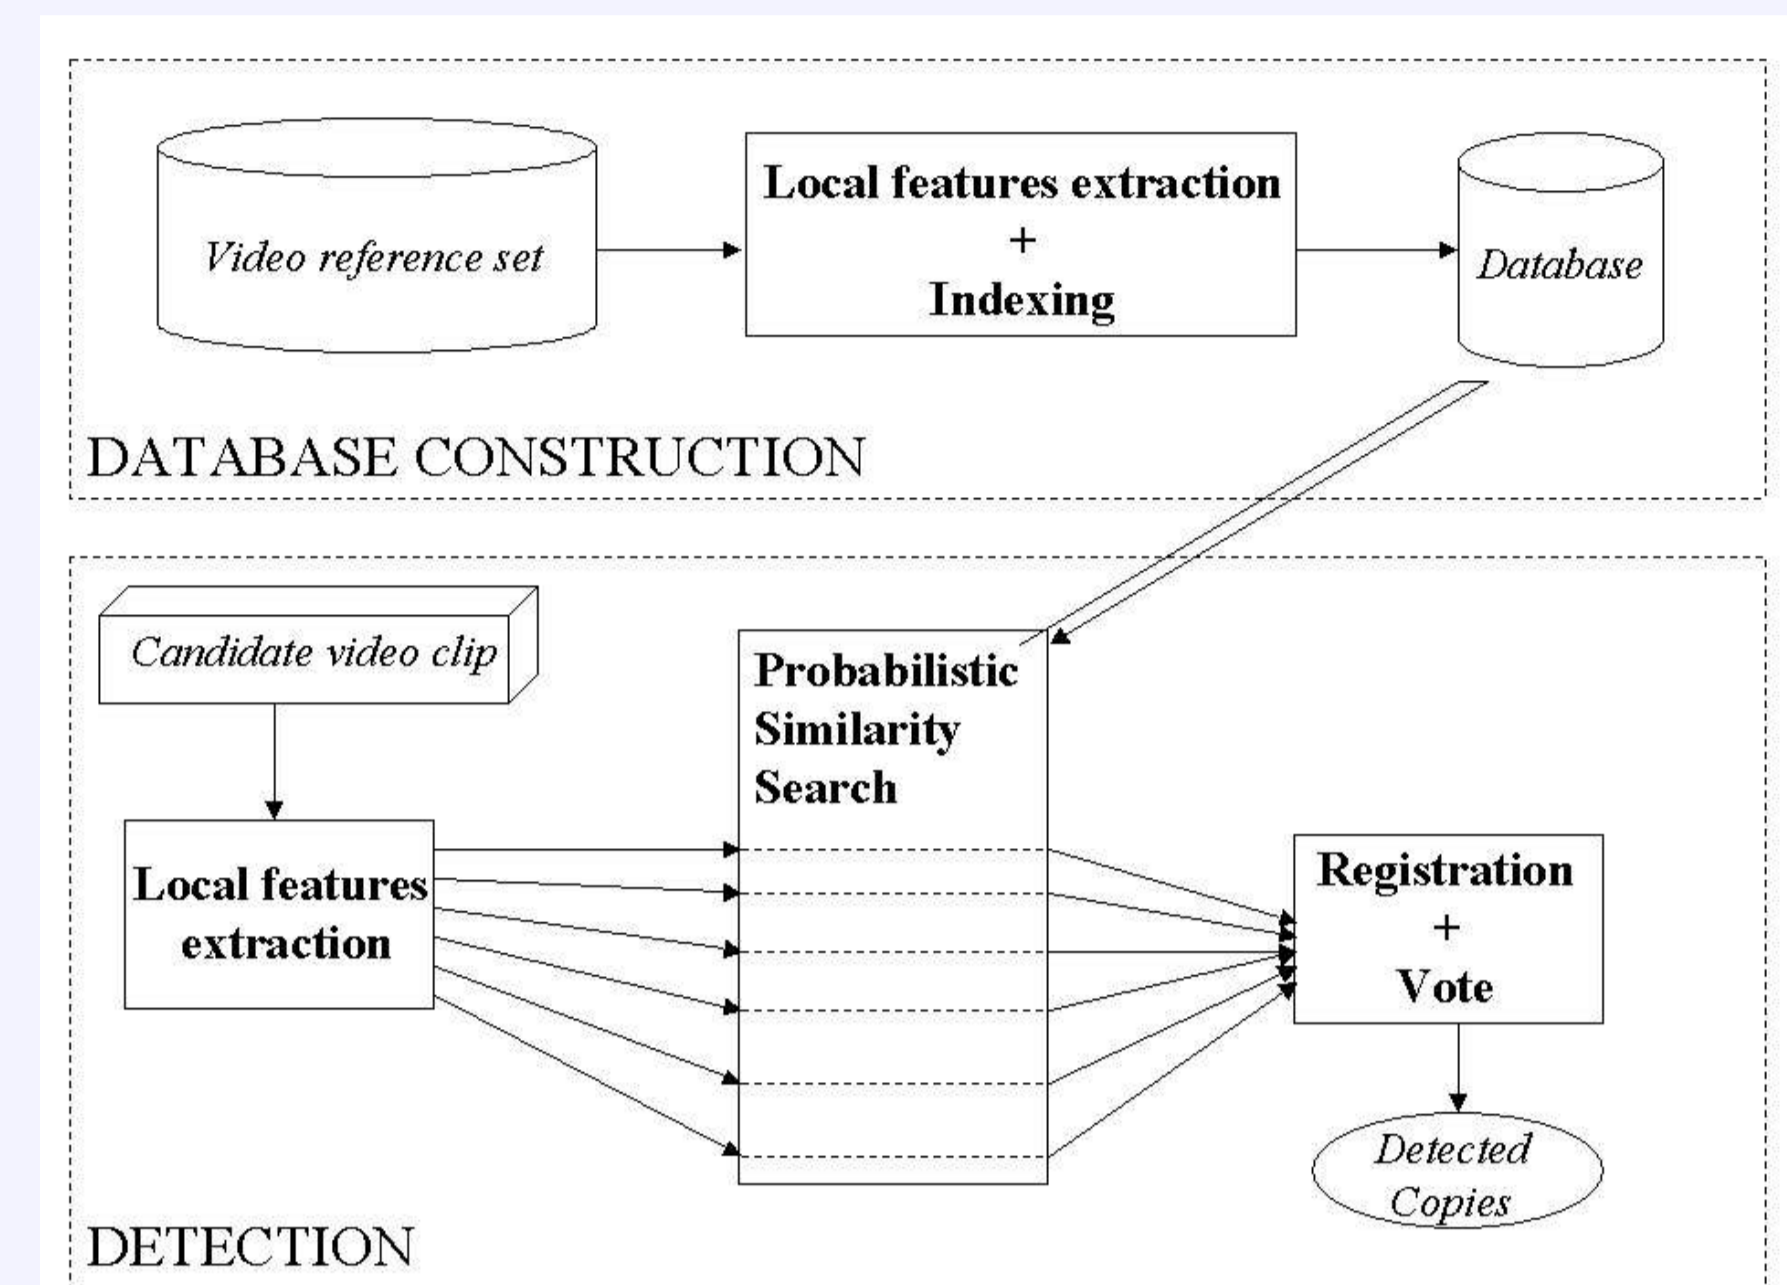 Video reference set
Local features extraction
+
Indexing
Database
DATABASE CONSTRUCTION
Candidate video clip
Local features
extraction
Probabilistic
Similarity
Search
Registration
+
Vote
Detected
Copies
DETECTION